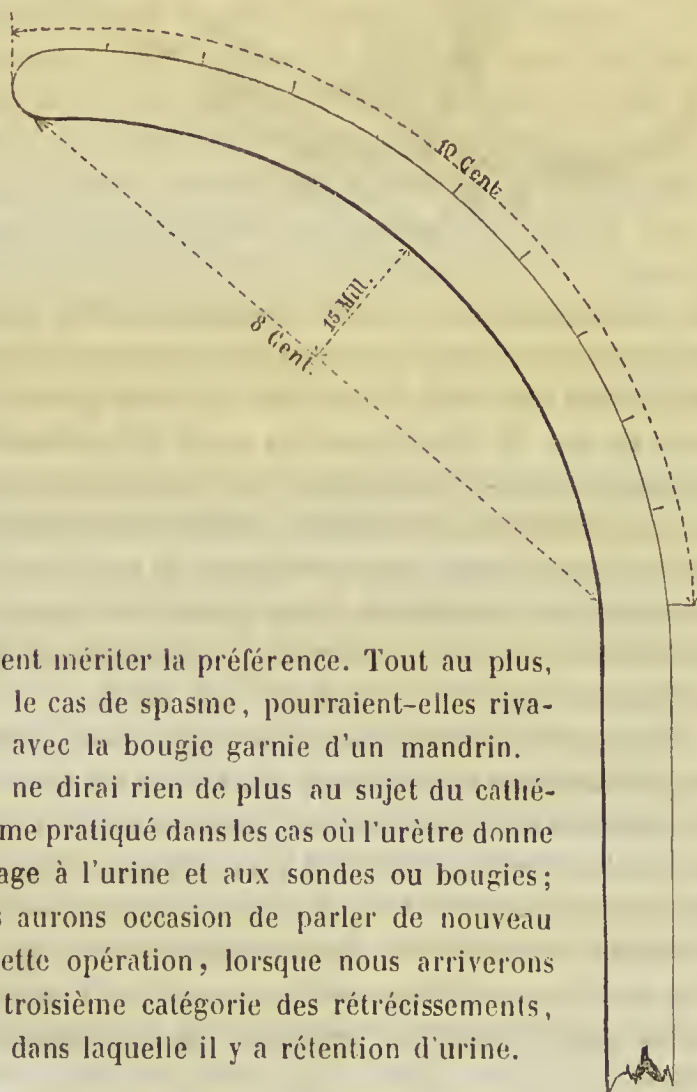 10 Cent
15 Mill.
8 Cent.
ent mériter la préférence. Tout au plus,
le cas de spasme, pourraient-elles riva-
avec la bougie garnie d'un mandrin.
ne dirai rien de plus au sujet du cathé-
me pratiqué dans les cas où l'urètre donne
age à l'urine et aux sondes ou bougies;
s aurons occasion de parler de nouveau
ette opération, lorsque nous arriverons
troisième catégorie des rétrécissements,
dans laquelle il y a rétention d'urine.